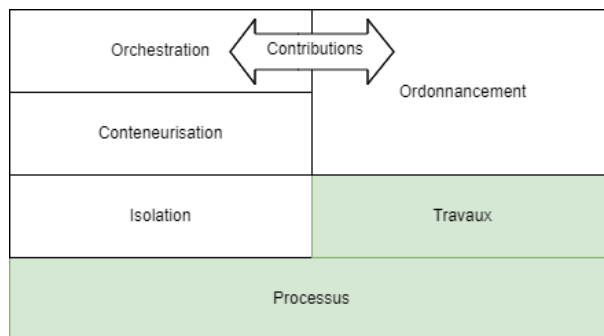 Orchestration
Contributions
Ordonnancement
Conteneurisation
Isolation
Travaux
Processus